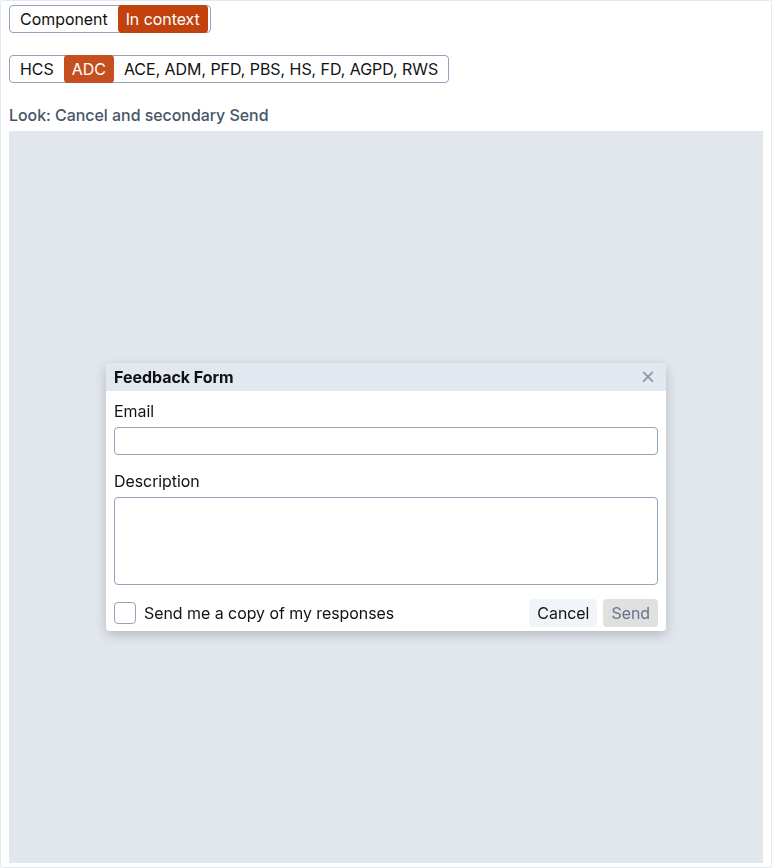 Component In context
HCS ADC ACE, ADM, PFD, PBS, HS, FD, AGPD, RWS
Look: Cancel and secondary Send
Feedback Form
Email
Description
Send me a copy of my responses Cancel Send